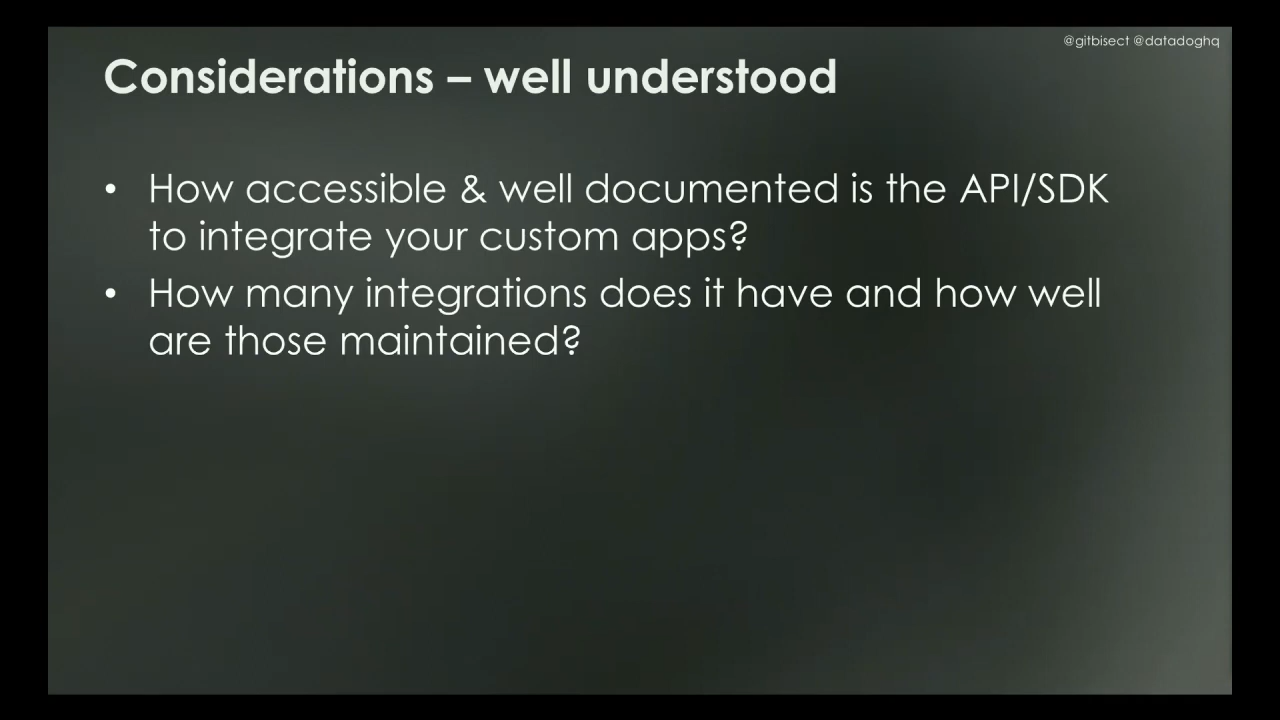 @gitbisect @datadoghq
Considerations – well understood
• How accessible & well documented is the API/SDK
to integrate your custom apps?
• How many integrations does it have and how well
are those maintained?